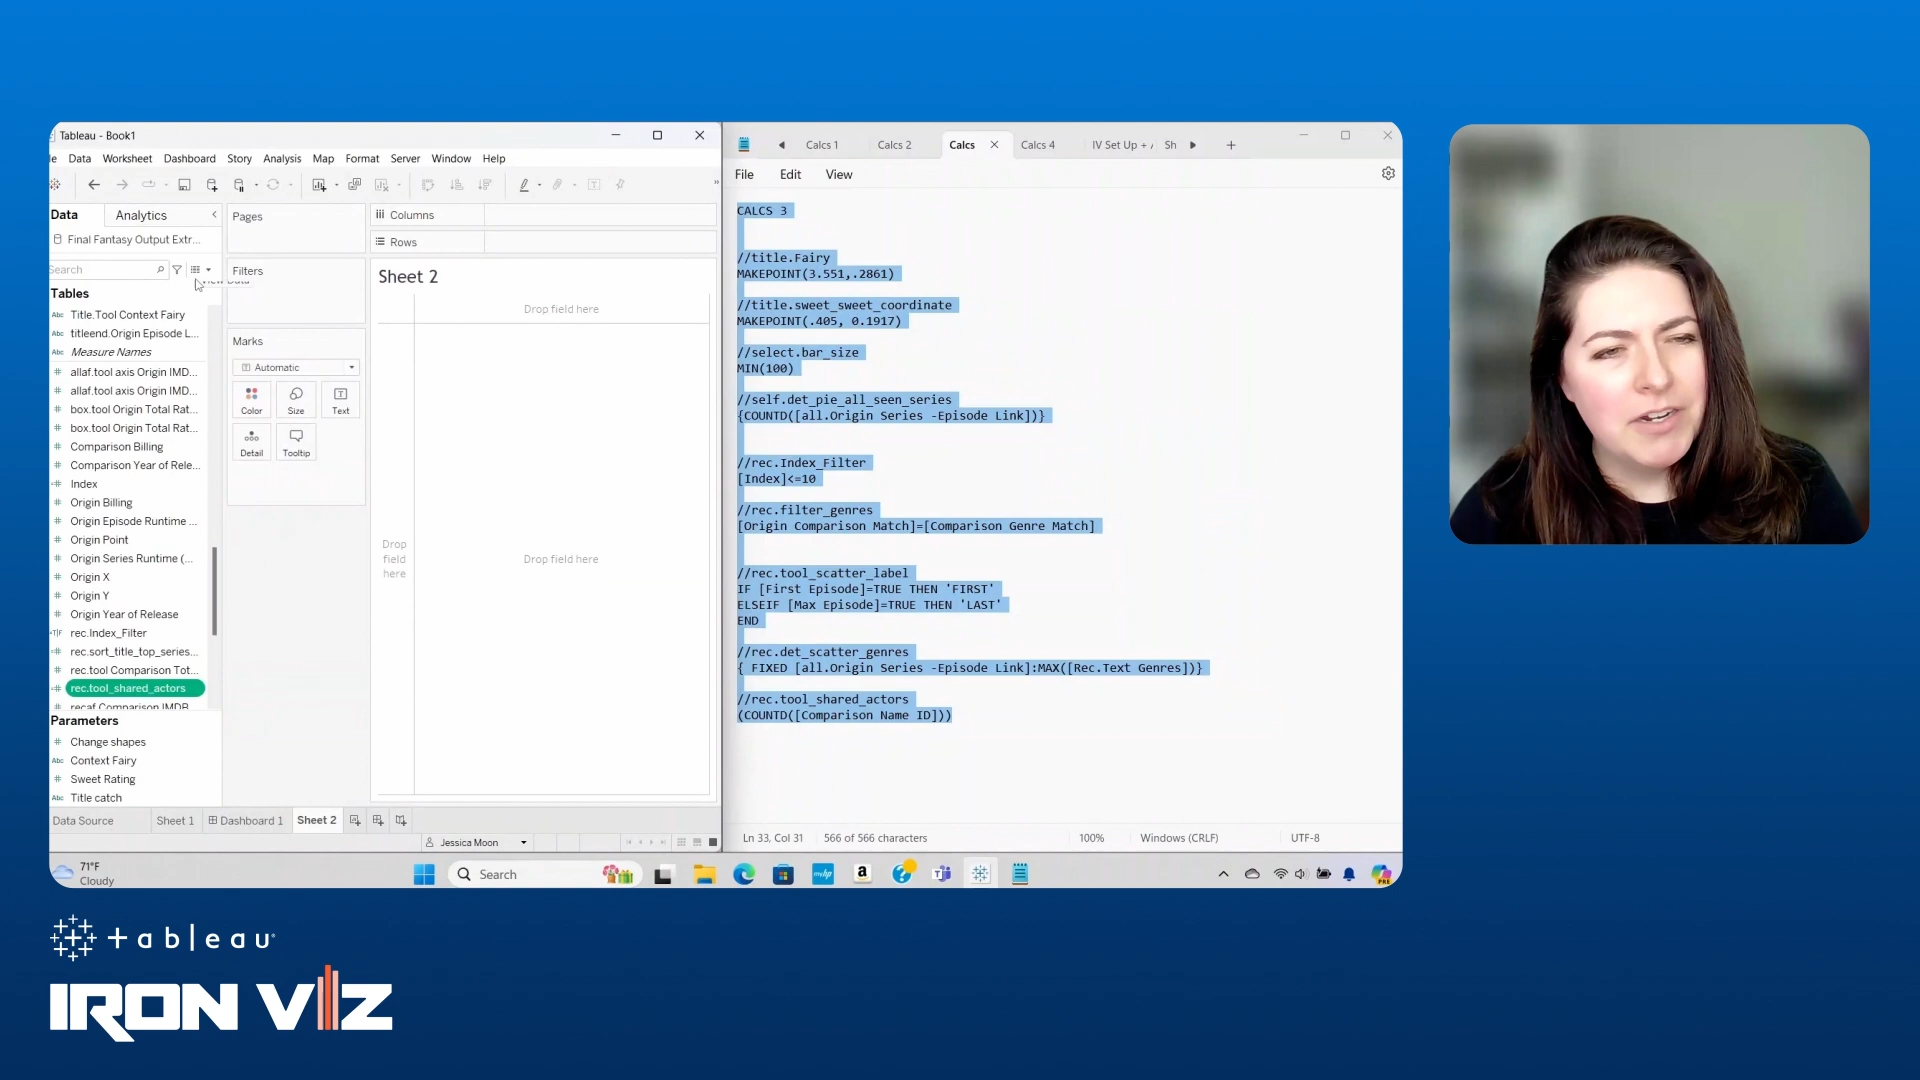 Tableau - Book1
le Data Worksheet Dashboard Story Analysis Map Format Server Window Help
Data
Analytics
Final Fantasy Output Extr...
Search
Tables
Title.Tool Context Fairy
titleend.Origin Episode L...
Measure Names
allaf.tool axis Origin IMD...
allaf.tool axis Origin IMD...
box.tool Origin Total Rat...
box.tool Origin Total Rat...
Comparison Billing
Comparison Year of Rele...
Index
Origin Billing
Origin Episode Runtime ...
Origin Point
Origin Series Runtime (...
Origin X
Origin Y
Origin Year of Release
rec.Index_Filter
rec.sort_title_top_series...
rec.tool Comparison Tot...
rec.tool_shared_actors
recaf.Comparison IMDB
Parameters
Change shapes
Context Fairy
Sweet Rating
Title catch
Pages
Filters
Marks
Automatic
Color Size Text
Detail Tooltip
Columns
Rows
Sheet 2
Drop field here
Drop
field
here
Drop field here
Data Source Sheet 1 Dashboard 1 Sheet 2
Jessica Moon
Calcs 1 Calcs 2 Calcs Calcs 4 IV Set Up + Sh
File Edit View
CALCS 3
//title.Fairy
MAKEPOINT(3.551,.2861)
//title.sweet_sweet_coordinate
MAKEPOINT(.405, 0.1917)
//select.bar_size
MIN(100)
//self.det_pie_all_seen_series
{COUNTD([all.Origin Series -Episode Link])}
//rec.Index_Filter
[Index]<=10
//rec.filter_genres
[Origin Comparison Match]=[Comparison Genre Match]
//rec.tool_scatter_label
IF [First Episode]=TRUE THEN 'FIRST'
ELSEIF [Max Episode]=TRUE THEN 'LAST'
END
//rec.det_scatter_genres
{ FIXED [all.Origin Series -Episode Link]:MAX([Rec.Text Genres])}
//rec.tool_shared_actors
(COUNTD([Comparison Name ID]))
Ln 33, Col 31 566 of 566 characters 100% Windows (CRLF) UTF-8
71°F
Cloudy
Search
+ableau
IRON VIZ